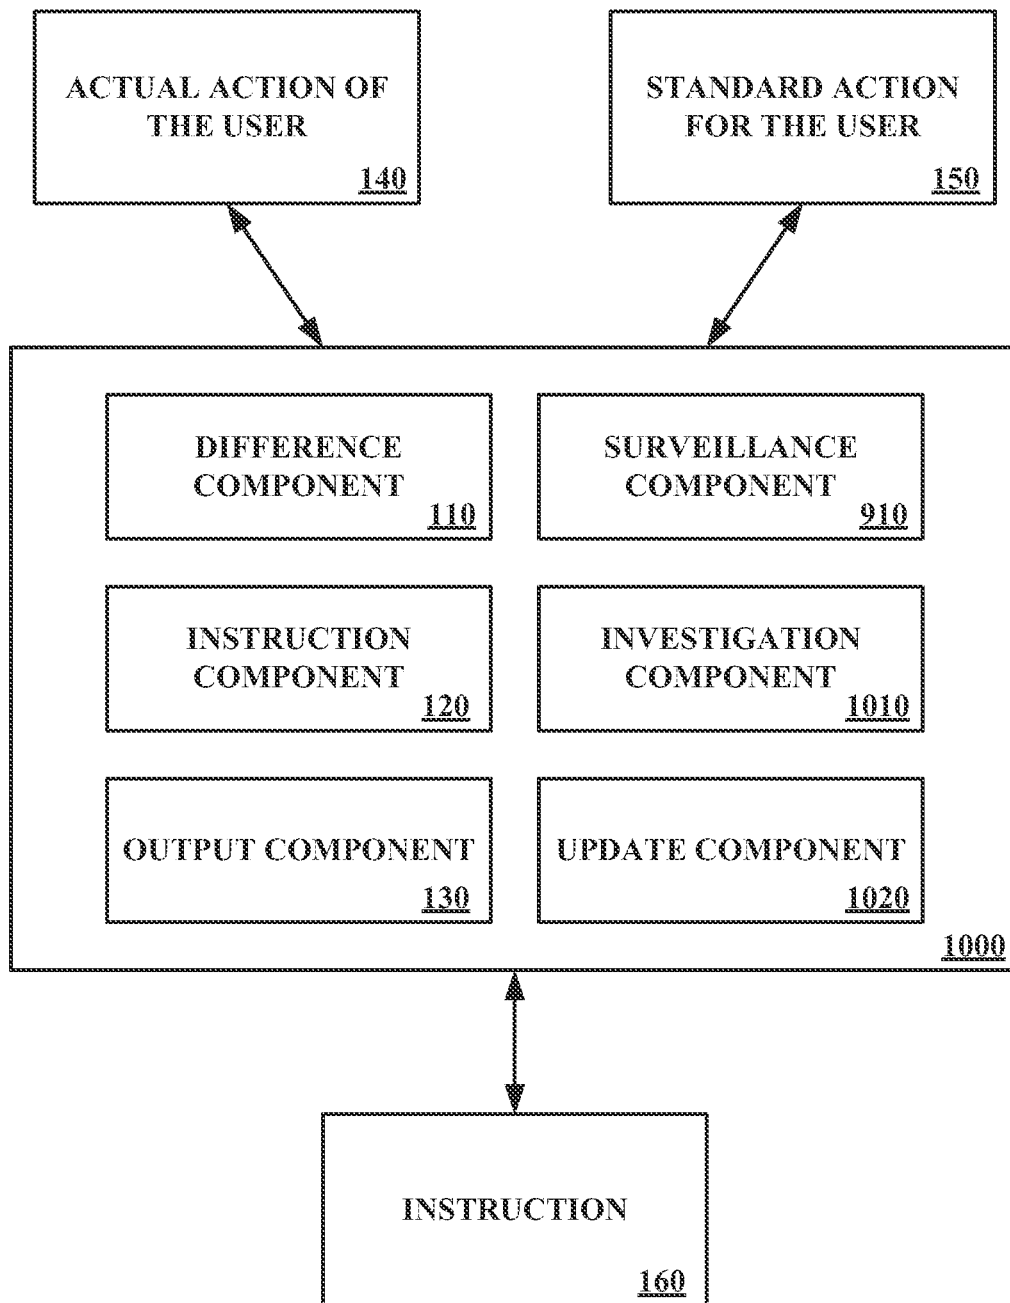 ACTUAL ACTION OF
THE USER
140
STANDARD ACTION
FOR THE USER
150
DIFFERENCE
COMPONENT
110
SURVEILLANCE
COMPONENT
910
INSTRUCTION
COMPONENT
120
INVESTIGATION
COMPONENT
1010
OUTPUT COMPONENT
130
UPDATE COMPONENT
1020
1000
INSTRUCTION
160